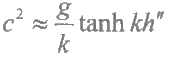 c² ≈ g/k tanh kh″